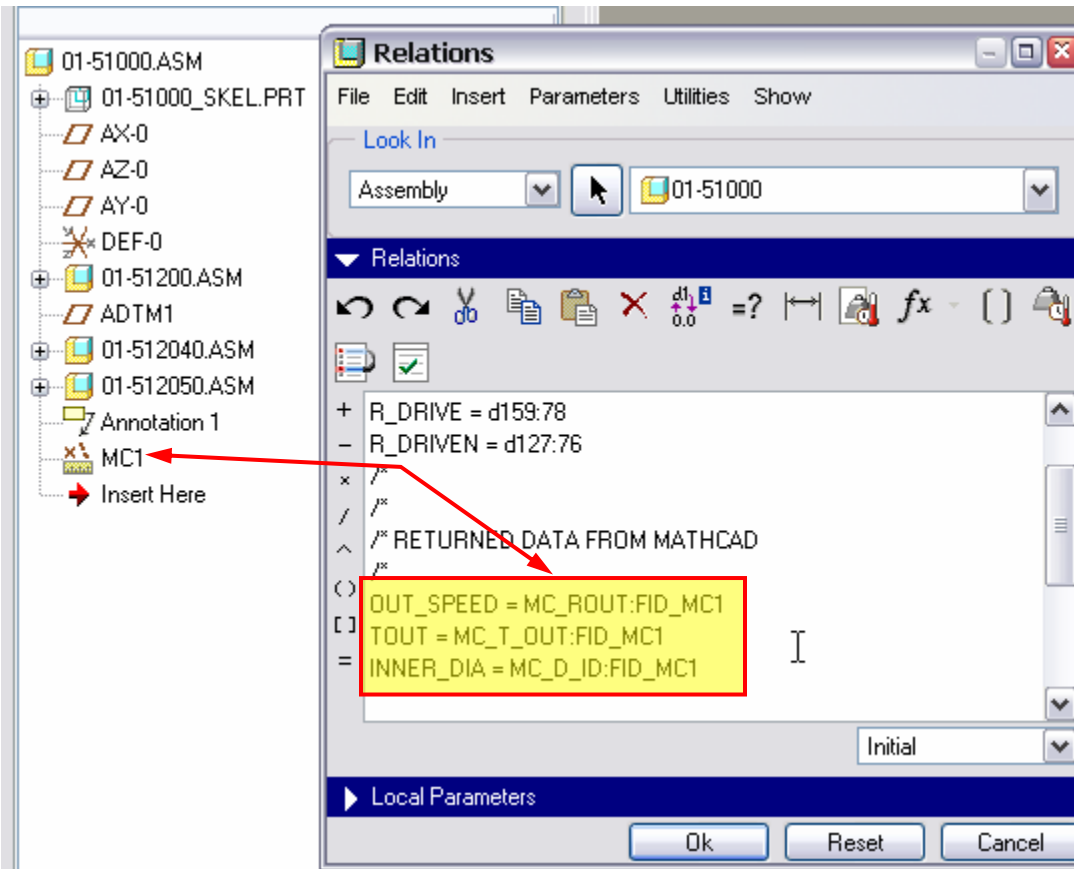 01-51000.ASM
01-51000_SKEL.PRT
AX-0
AZ-0
AY-0
DEF-0
01-51200.ASM
ADTM1
01-512040.ASM
01-512050.ASM
Annotation 1
MC1
Insert Here
Relations
File Edit Insert Parameters Utilities Show
Look In
Assembly
01-51000
Relations
d1,
0.0
=?
fx
[ ]
+
-
×
/
^
( )
[ ]
=
R_DRIVE = d159:78
R_DRIVEN = d127:76
/*
/*
/* RETURNED DATA FROM MATHCAD
/*
OUT_SPEED = MC_ROUT:FID_MC1
TOUT = MC_T_OUT:FID_MC1
INNER_DIA = MC_D_ID:FID_MC1
Initial
Local Parameters
Ok Reset Cancel